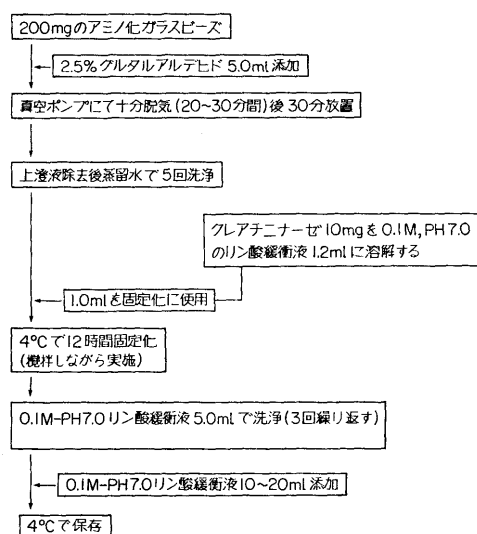 200mgのアミノ化ガラスビーズ
2.5%グルタルアルデヒド5.0ml添加
真空ポンプにて十分脱気(20~30分間)後30分放置
上澄液除去後蒸留水で5回洗浄
クレアチニナーゼ10mgを0.1M,PH7.0
のリン酸緩衝液1.2mlに溶解する
1.0mlを固定化に使用
4°Cで12時間固定化
(攪拌しながら実施)
0.1M-PH7.0リン酸緩衝液5.0mlで洗浄(3回繰り返す)
0.1M-PH7.0リン酸緩衝液10~20ml添加
4°Cで保存